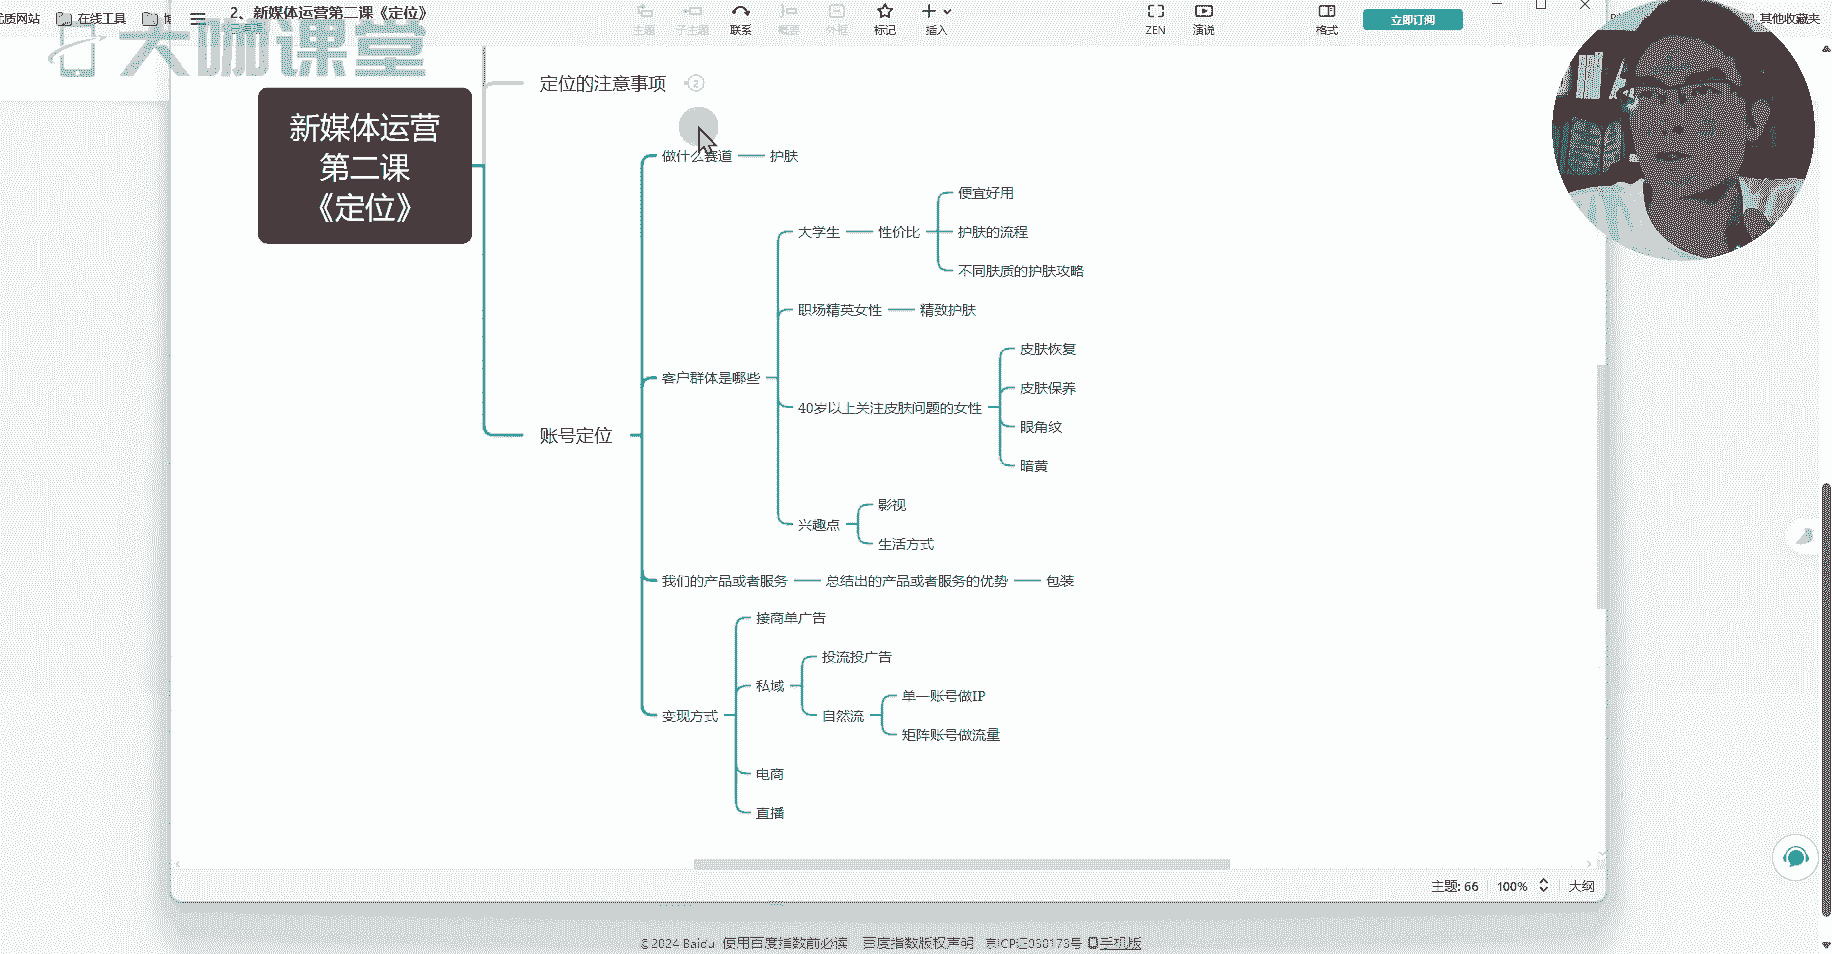 优质网站
在线工具
2、新媒体运营第二课《定位》
大咖课堂
主题
子主题
联系
概要
外框
标记
插入
ZEN
演说
格式
立即订阅
其他收藏夹
新媒体运营
第二课
《定位》
定位的注意事项
2
账号定位
做什么赛道
护肤
客户群体是哪些
大学生
性价比
便宜好用
护肤的流程
不同肤质的护肤攻略
职场精英女性
精致护肤
40岁以上关注皮肤问题的女性
皮肤恢复
皮肤保养
眼角纹
暗黄
兴趣点
影视
生活方式
我们的产品或者服务
总结出的产品或者服务的优势
包装
变现方式
接商单广告
私域
投流投广告
自然流
单一账号做IP
矩阵账号做流量
电商
直播
主题: 66
100%
大纲
©2024 Baidu 使用百度指数前必读 百度指数版权声明 京ICP证030173号 手机版